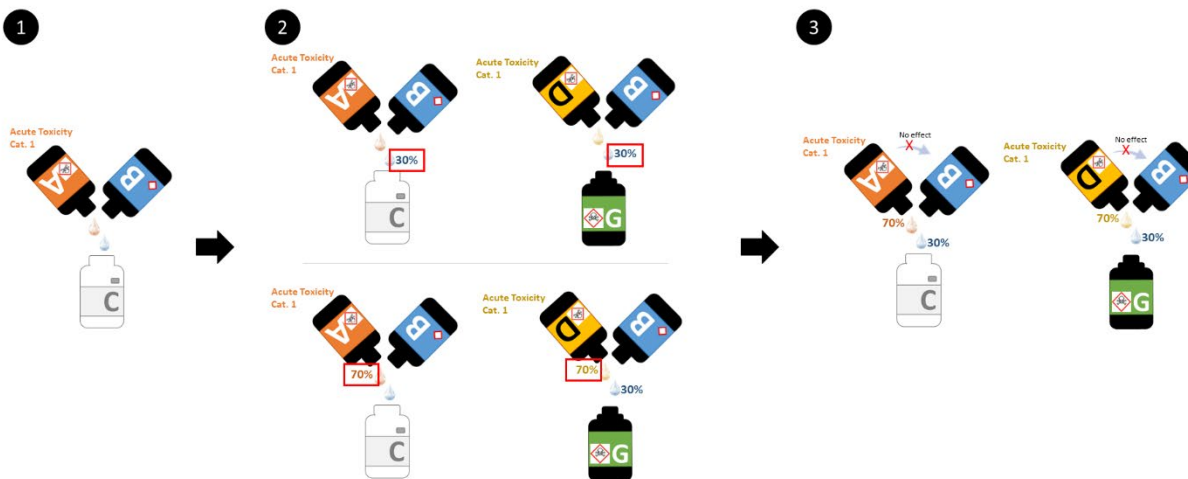 1
Acute Toxicity
Cat. 1
A
B
C
2
Acute Toxicity
Cat. 1
A
B
30%
C
Acute Toxicity
Cat. 1
D
B
30%
G
Acute Toxicity
Cat. 1
A
B
70%
C
Acute Toxicity
Cat. 1
D
B
70%
30%
G
3
Acute Toxicity
Cat. 1
No effect
X
A
B
70%
30%
C
Acute Toxicity
Cat. 1
No effect
X
D
B
70%
30%
G